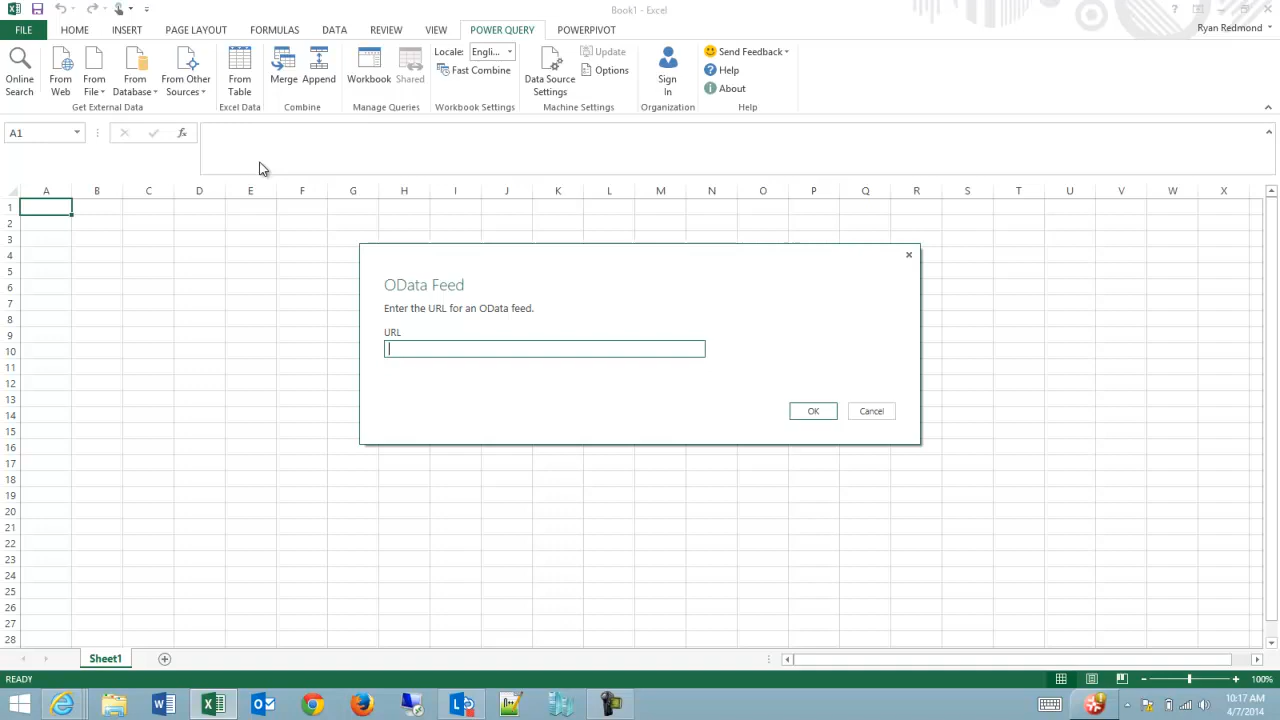 Book1 - Excel
?
FILE HOME INSERT PAGE LAYOUT FORMULAS DATA REVIEW VIEW POWER QUERY POWERPIVOT Ryan Redmond
Online Search
From Web
From File
From Database
From Other Sources
From Table
Merge
Append
Workbook
Shared
Locale: Engli...
Fast Combine
Data Source Settings
Update
Options
Sign In
Send Feedback
Help
About
Get External Data Excel Data Combine Manage Queries Workbook Settings Machine Settings Organization Help
A1 fx
A B C D E F G H I J K L M N O P Q R S T U V W X
1
2
3
4
5
6
7
8
9
10
11
12
13
14
15
16
17
18
19
20
21
22
23
24
25
26
27
28
OData Feed
Enter the URL for an OData feed.
URL
OK Cancel
Sheet1
READY 100%
10:17 AM
4/7/2014